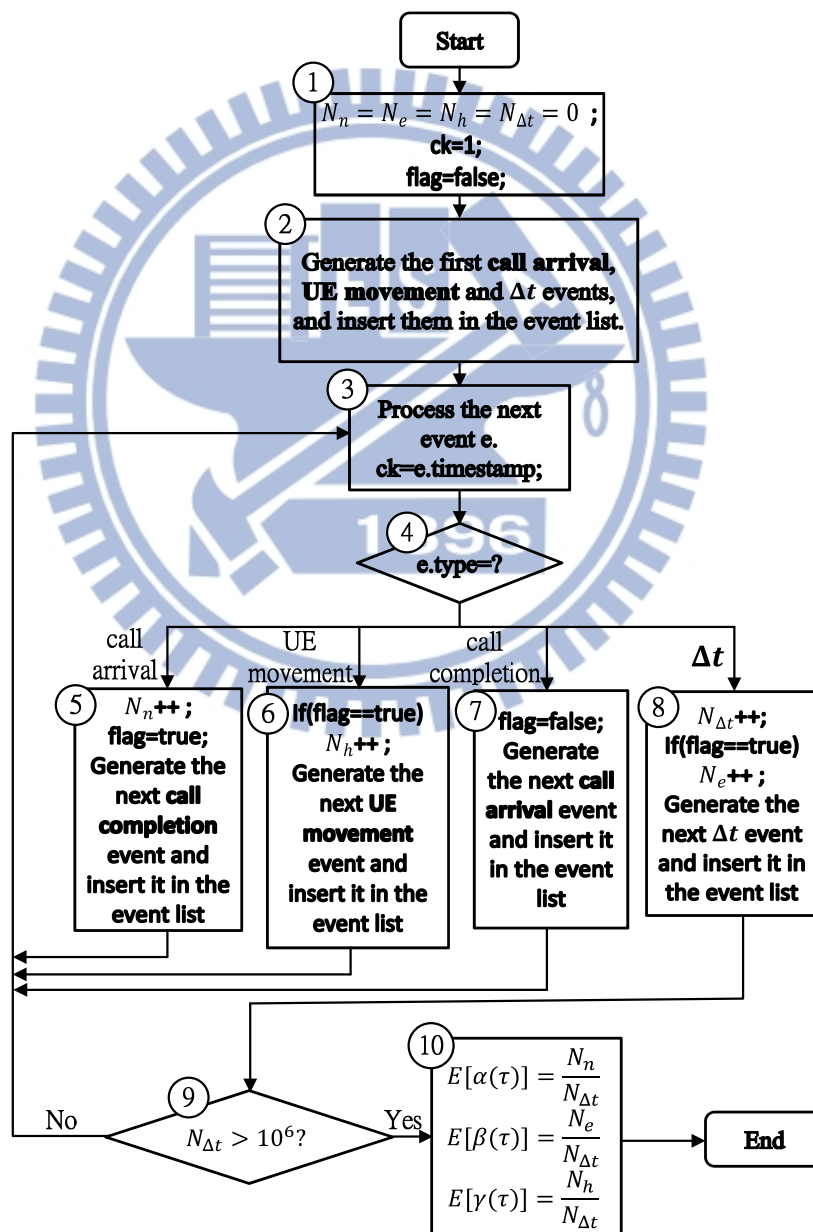 Start
1
N_n = N_e = N_h = N_Δt = 0 ;
ck=1;
flag=false;
2
Generate the first call arrival,
UE movement and Δt events,
and insert them in the event list.
3
Process the next
event e.
ck=e.timestamp;
1896
4
e.type=?
call
arrival
UE
movement
call
completion
Δt
5
N_n++ ;
flag=true;
Generate the
next call
completion
event and
insert it in the
event list
6
If(flag==true)
N_h++ ;
Generate the
next UE
movement
event and
insert it in the
event list
7
flag=false;
Generate
the next call
arrival event
and insert it
in the event
list
8
N_Δt++;
If(flag==true)
N_e++ ;
Generate the
next Δt event
and insert it in
the event list
9
N_Δt > 10⁶?
No
Yes
10
E[α(τ)] = N_n / N_Δt
E[β(τ)] = N_e / N_Δt
E[γ(τ)] = N_h / N_Δt
End